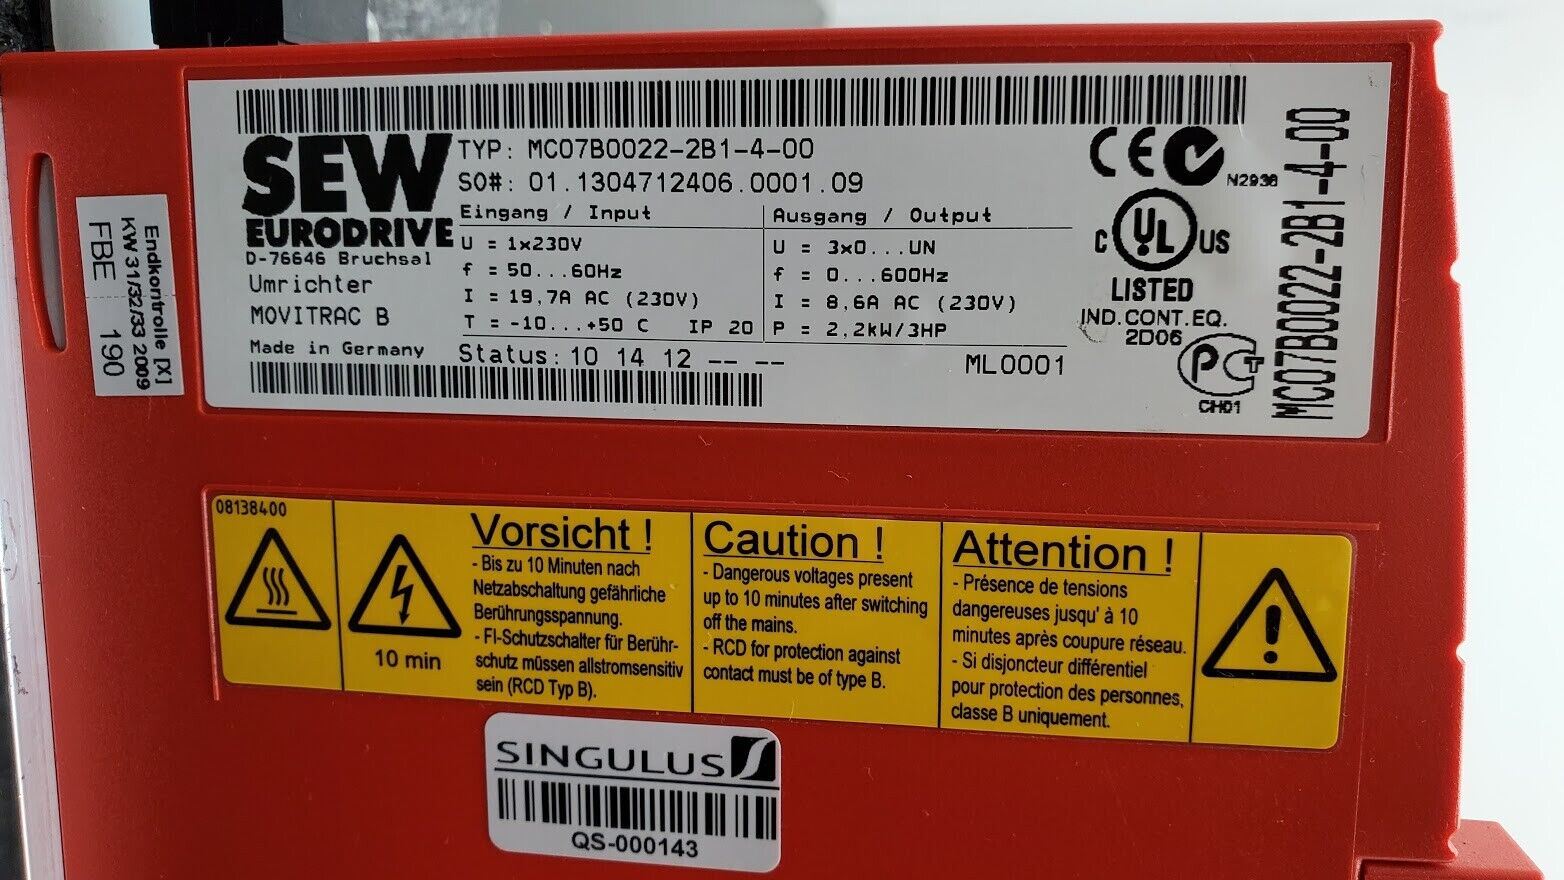 SEW
EURODRIVE
D-76646 Bruchsal
Umrichter
MOVITRAC B
Made in Germany
TYP: MC07B0022-2B1-4-00
SO#: 01.1304712406.0001.09
Eingang / Input
U = 1x230V
f = 50...60Hz
I = 19,7A AC (230V)
T = -10...+50 C IP 20
Ausgang / Output
U = 3x0...UN
f = 0...600Hz
I = 8,6A AC (230V)
P = 2,2kW/3HP
Status: 10 14 12 -- --
ML0001
CE
N2936
C UL US
LISTED
IND.CONT.EQ.
2D06
PCT
CH01
MC07B0022-2B1-4-00
Endkontrolle [X]
KW 31/32/33 2009
FBE 190
08138400
10 min
Vorsicht !
- Bis zu 10 Minuten nach
Netzabschaltung gefährliche
Berührungsspannung.
- FI-Schutzschalter für Berühr-
schutz müssen allstromsensitiv
sein (RCD Typ B).
Caution !
- Dangerous voltages present
up to 10 minutes after switching
off the mains.
- RCD for protection against
contact must be of type B.
Attention !
- Présence de tensions
dangereuses jusqu' à 10
minutes après coupure réseau.
- Si disjoncteur différentiel
pour protection des personnes,
classe B uniquement.
SINGULUS
QS-000143